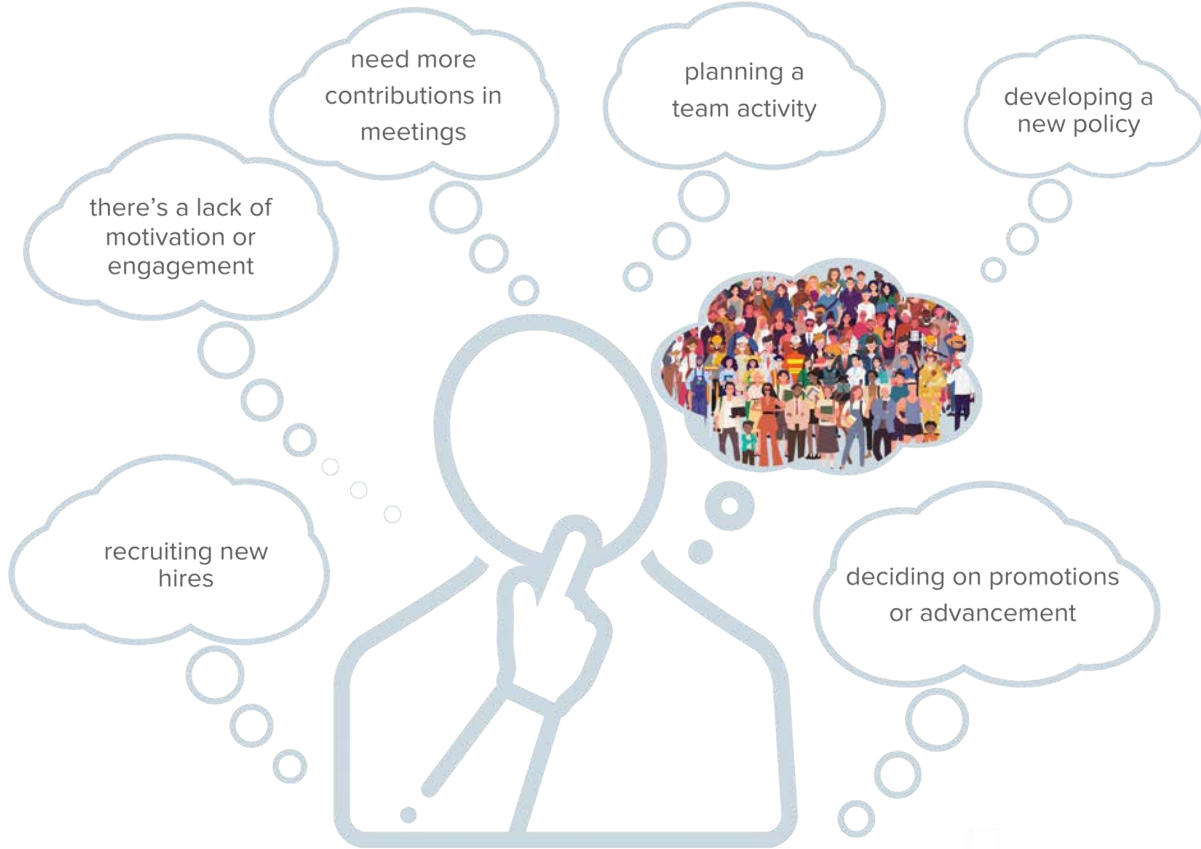 need more
contributions in
meetings
planning a
team activity
developing a
new policy
there’s a lack of
motivation or
engagement
recruiting new
hires
deciding on promotions
or advancement